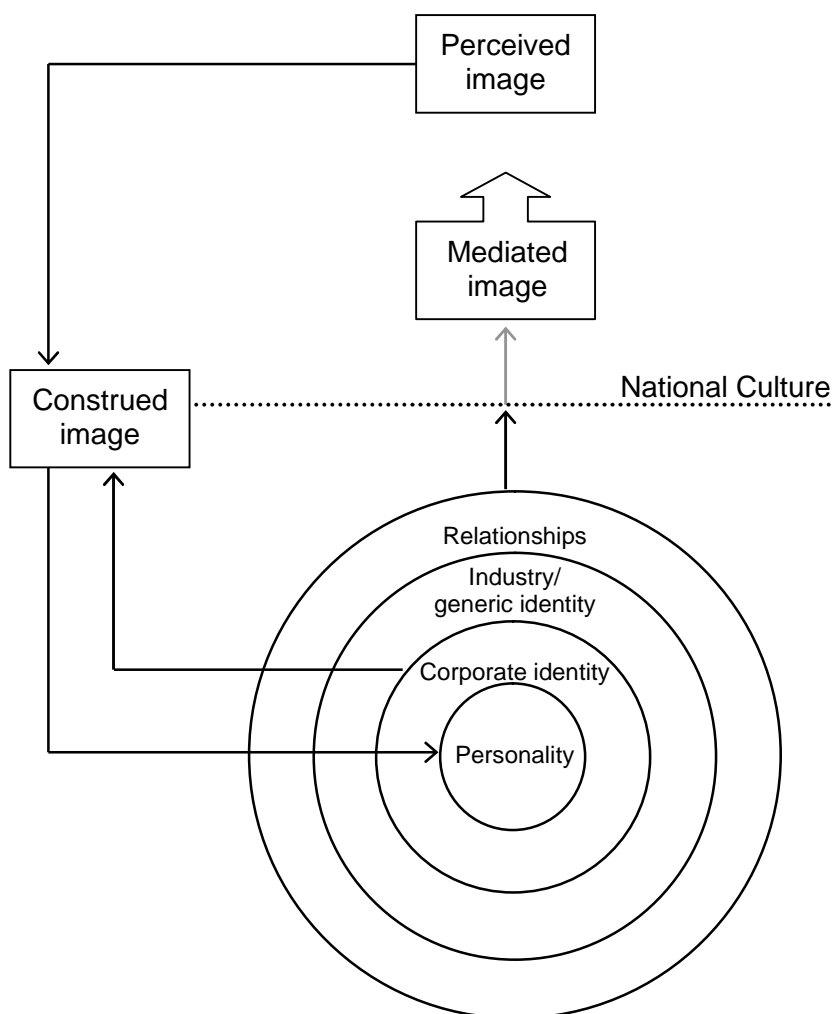 Perceived
image
Mediated
image
National Culture
Construed
image
Relationships
Industry/
generic identity
Corporate identity
Personality